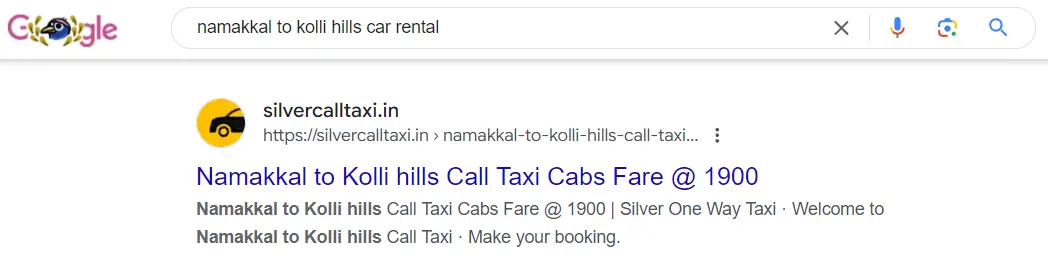 Google
namakkal to kolli hills car rental
silvercalltaxi.in
https://silvercalltaxi.in › namakkal-to-kolli-hills-call-taxi...
Namakkal to Kolli hills Call Taxi Cabs Fare @ 1900
Namakkal to Kolli hills Call Taxi Cabs Fare @ 1900 | Silver One Way Taxi · Welcome to
Namakkal to Kolli hills Call Taxi · Make your booking.